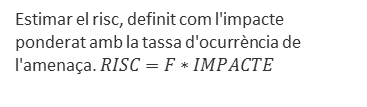 Estimar el risc, definit com l'impacte
ponderat amb la tassa d'ocurrència de
l'amenaça. RISC = F * IMPACTE